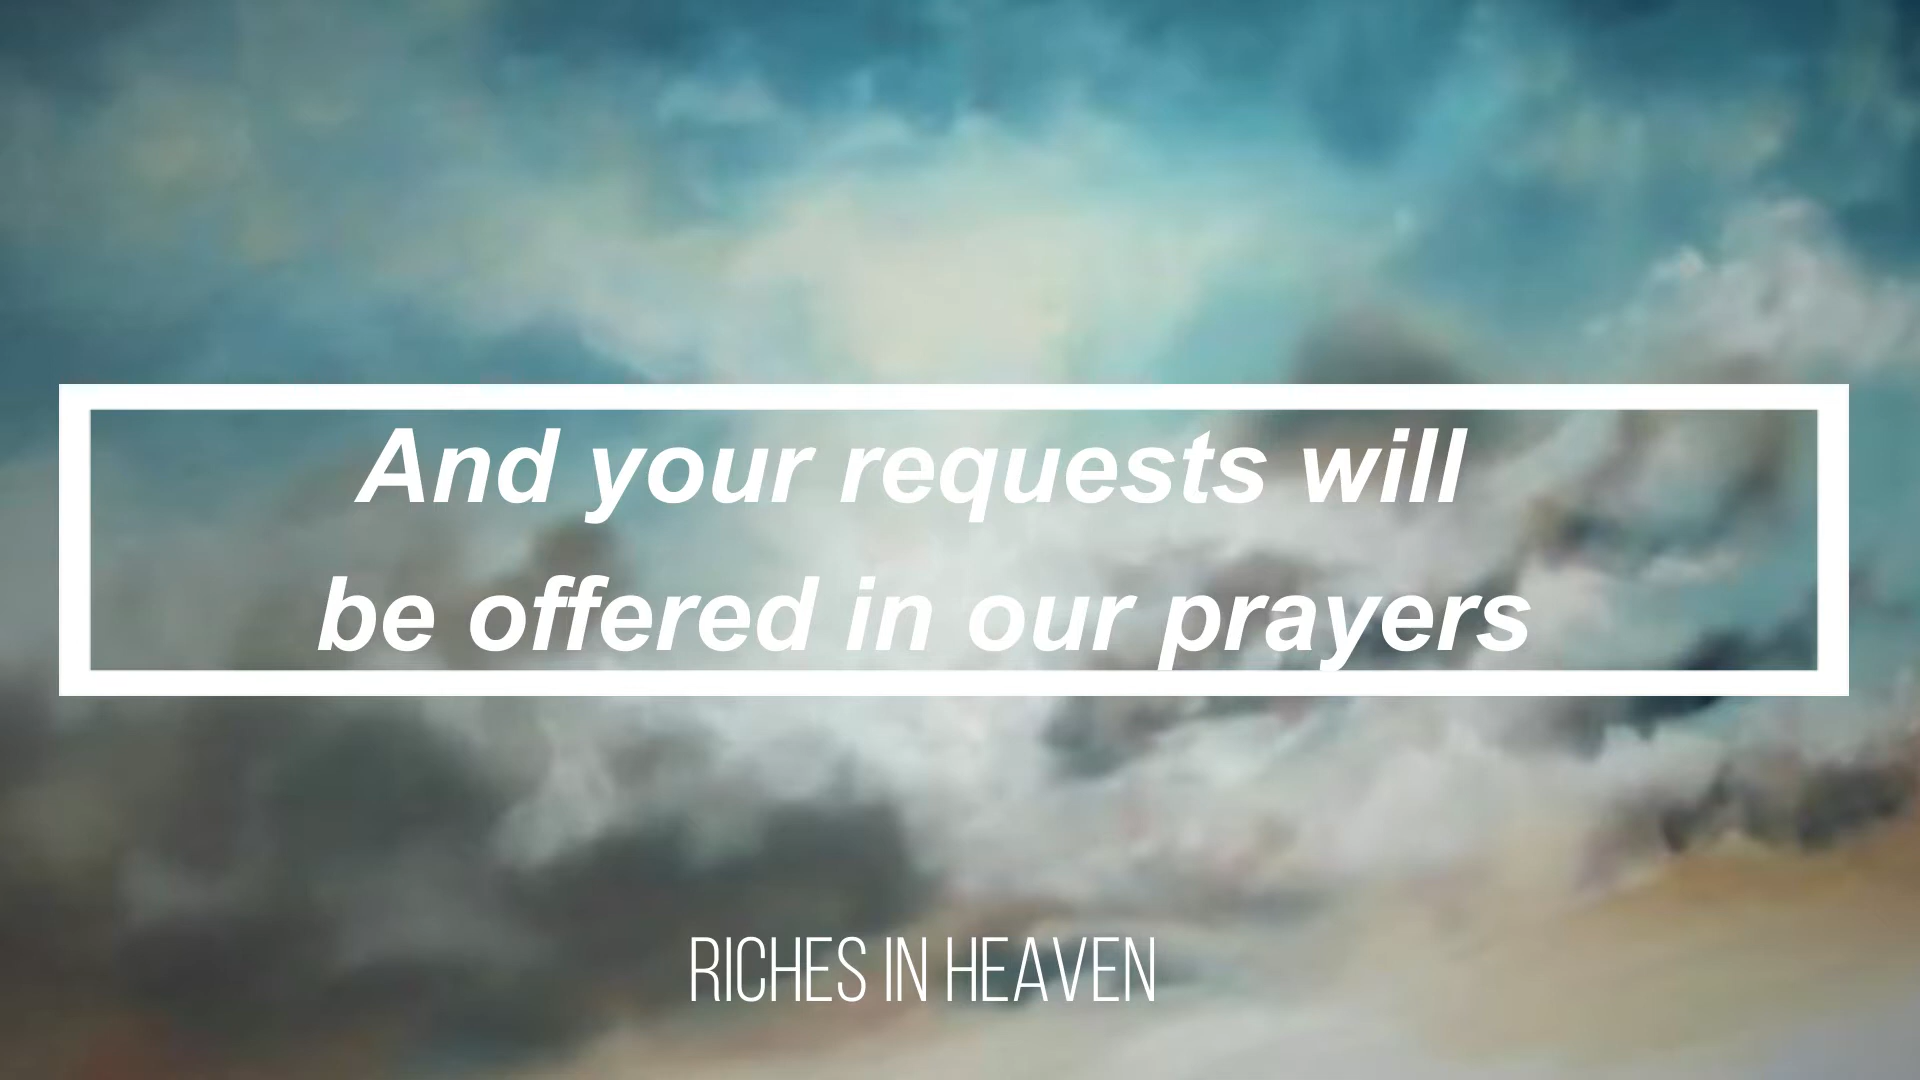 And your requests will
be offered in our prayers
RICHES IN HEAVEN